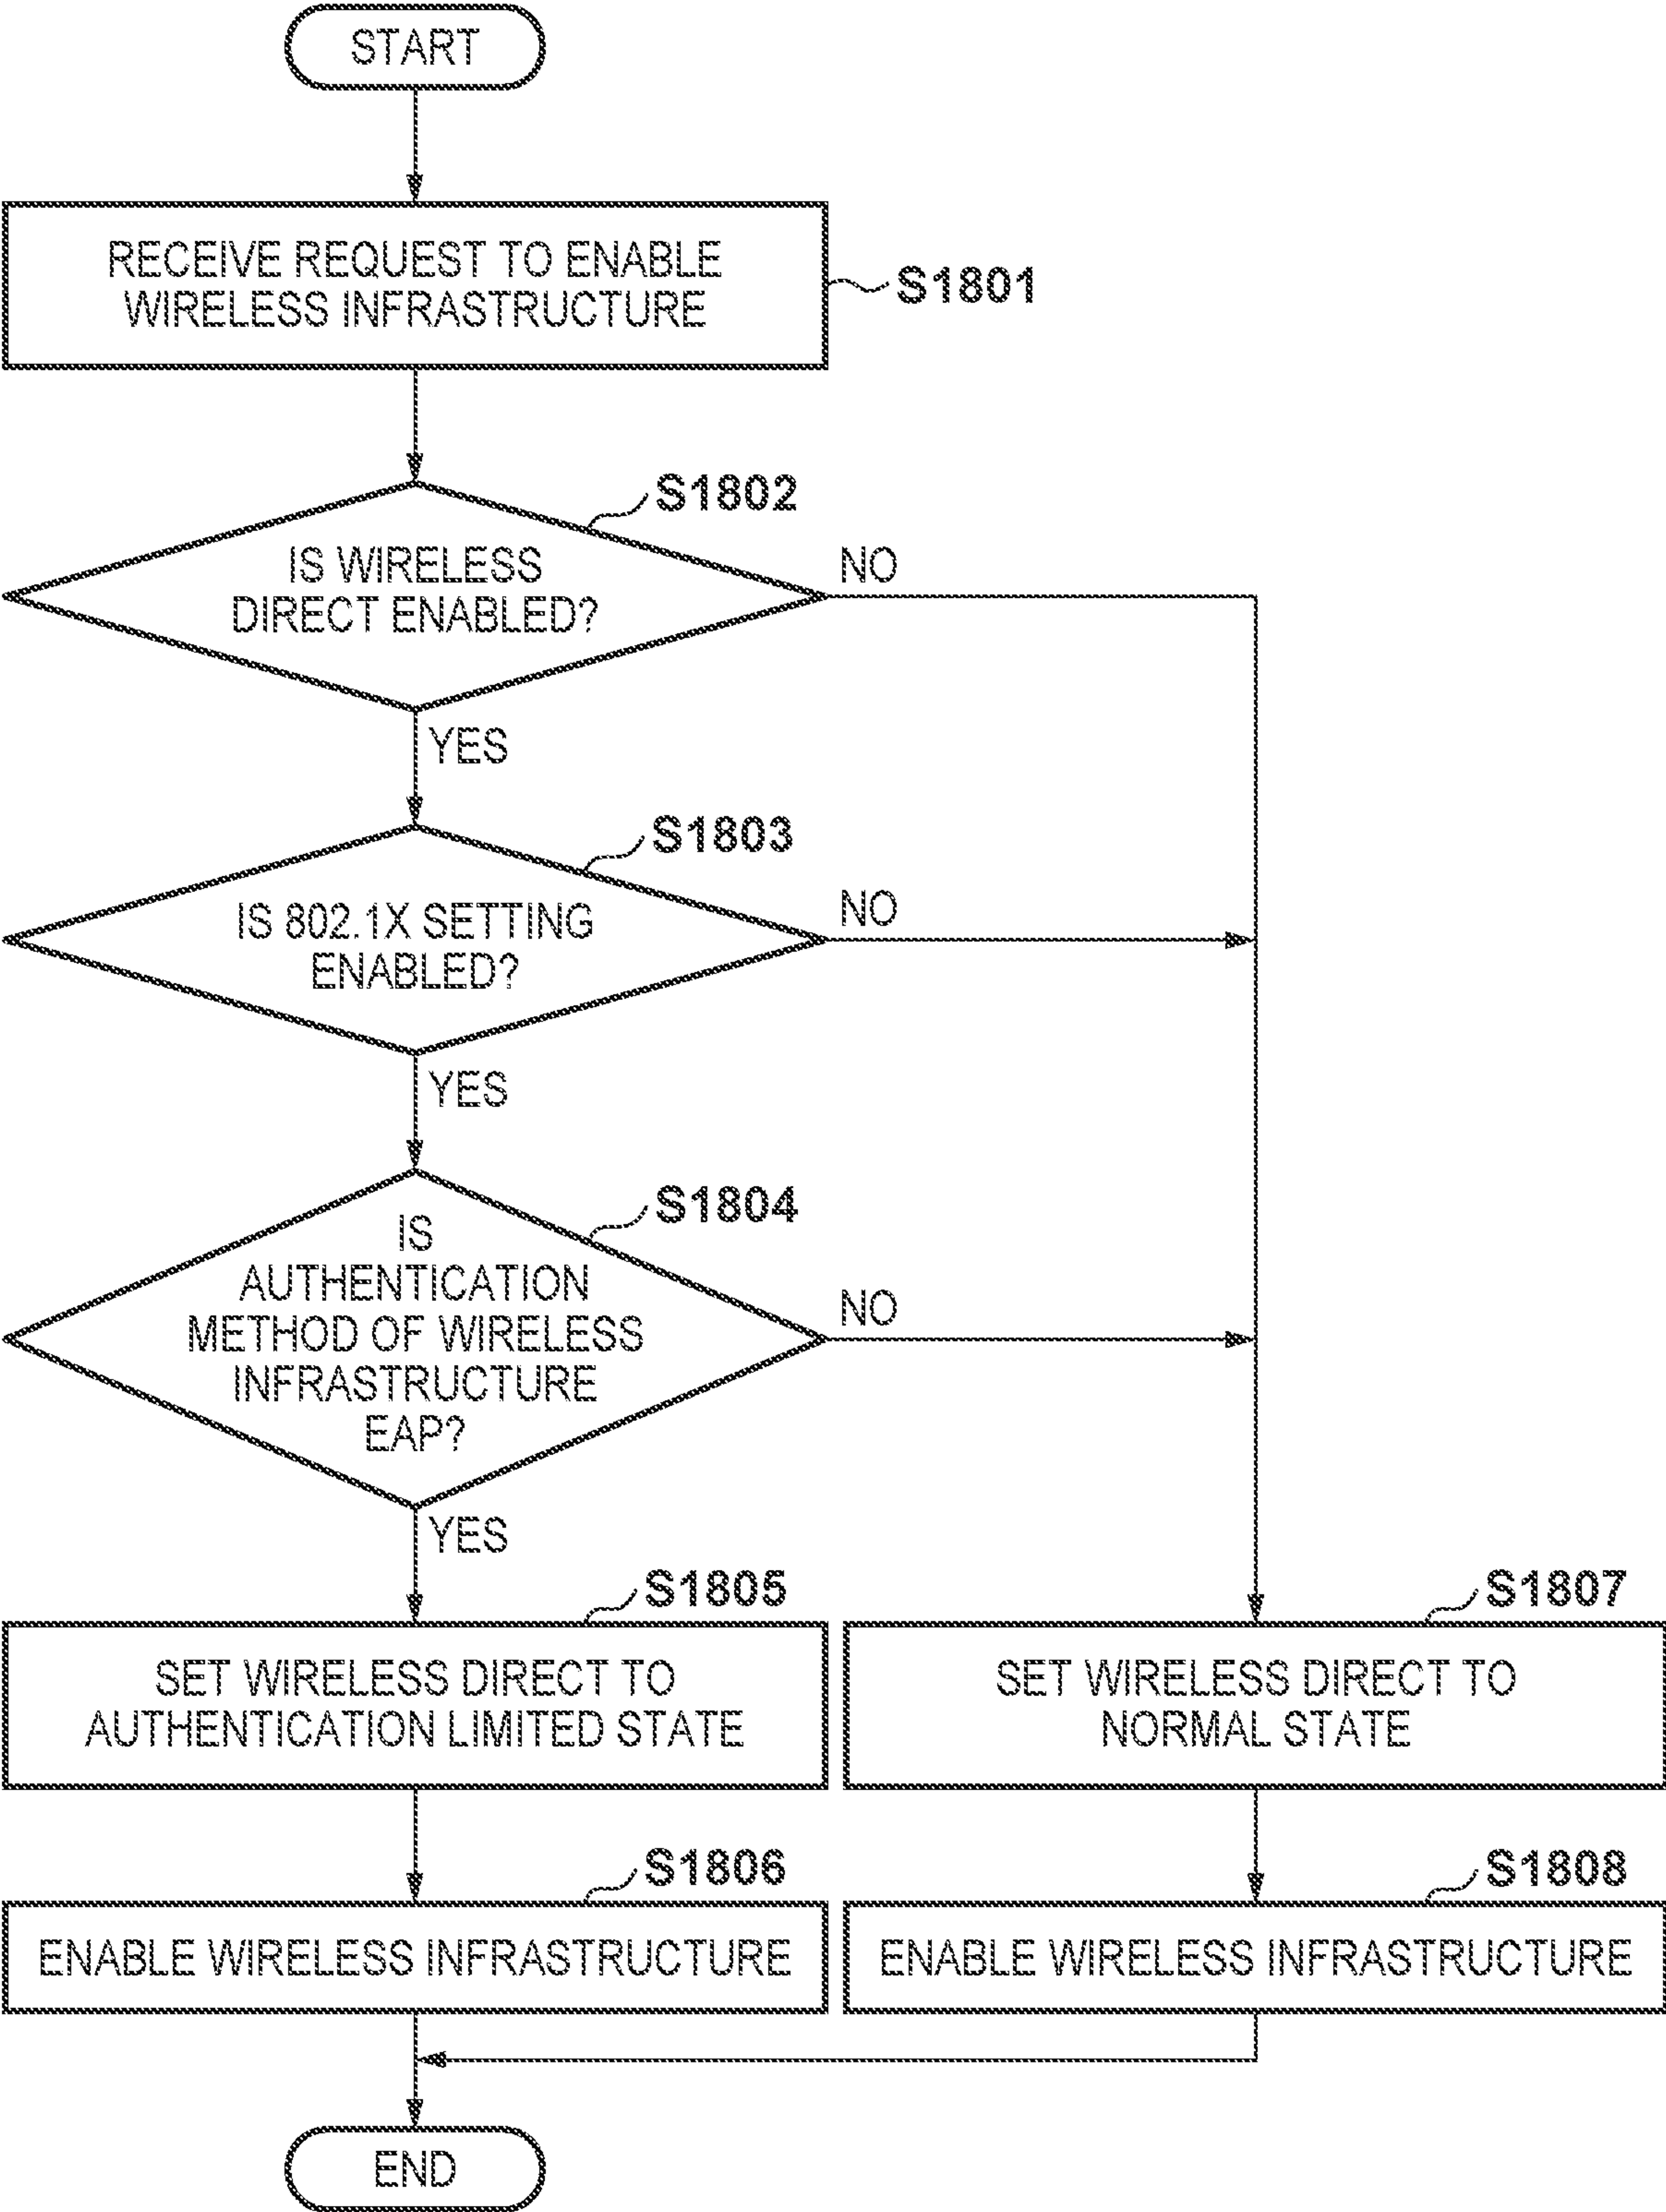 START
RECEIVE REQUEST TO ENABLE
WIRELESS INFRASTRUCTURE
S1801
S1802
IS WIRELESS
DIRECT ENABLED?
NO
YES
S1803
IS 802.1X SETTING
ENABLED?
NO
YES
S1804
IS
AUTHENTICATION
METHOD OF WIRELESS
INFRASTRUCTURE
EAP?
NO
YES
S1805
SET WIRELESS DIRECT TO
AUTHENTICATION LIMITED STATE
S1807
SET WIRELESS DIRECT TO
NORMAL STATE
S1806
ENABLE WIRELESS INFRASTRUCTURE
S1808
ENABLE WIRELESS INFRASTRUCTURE
END